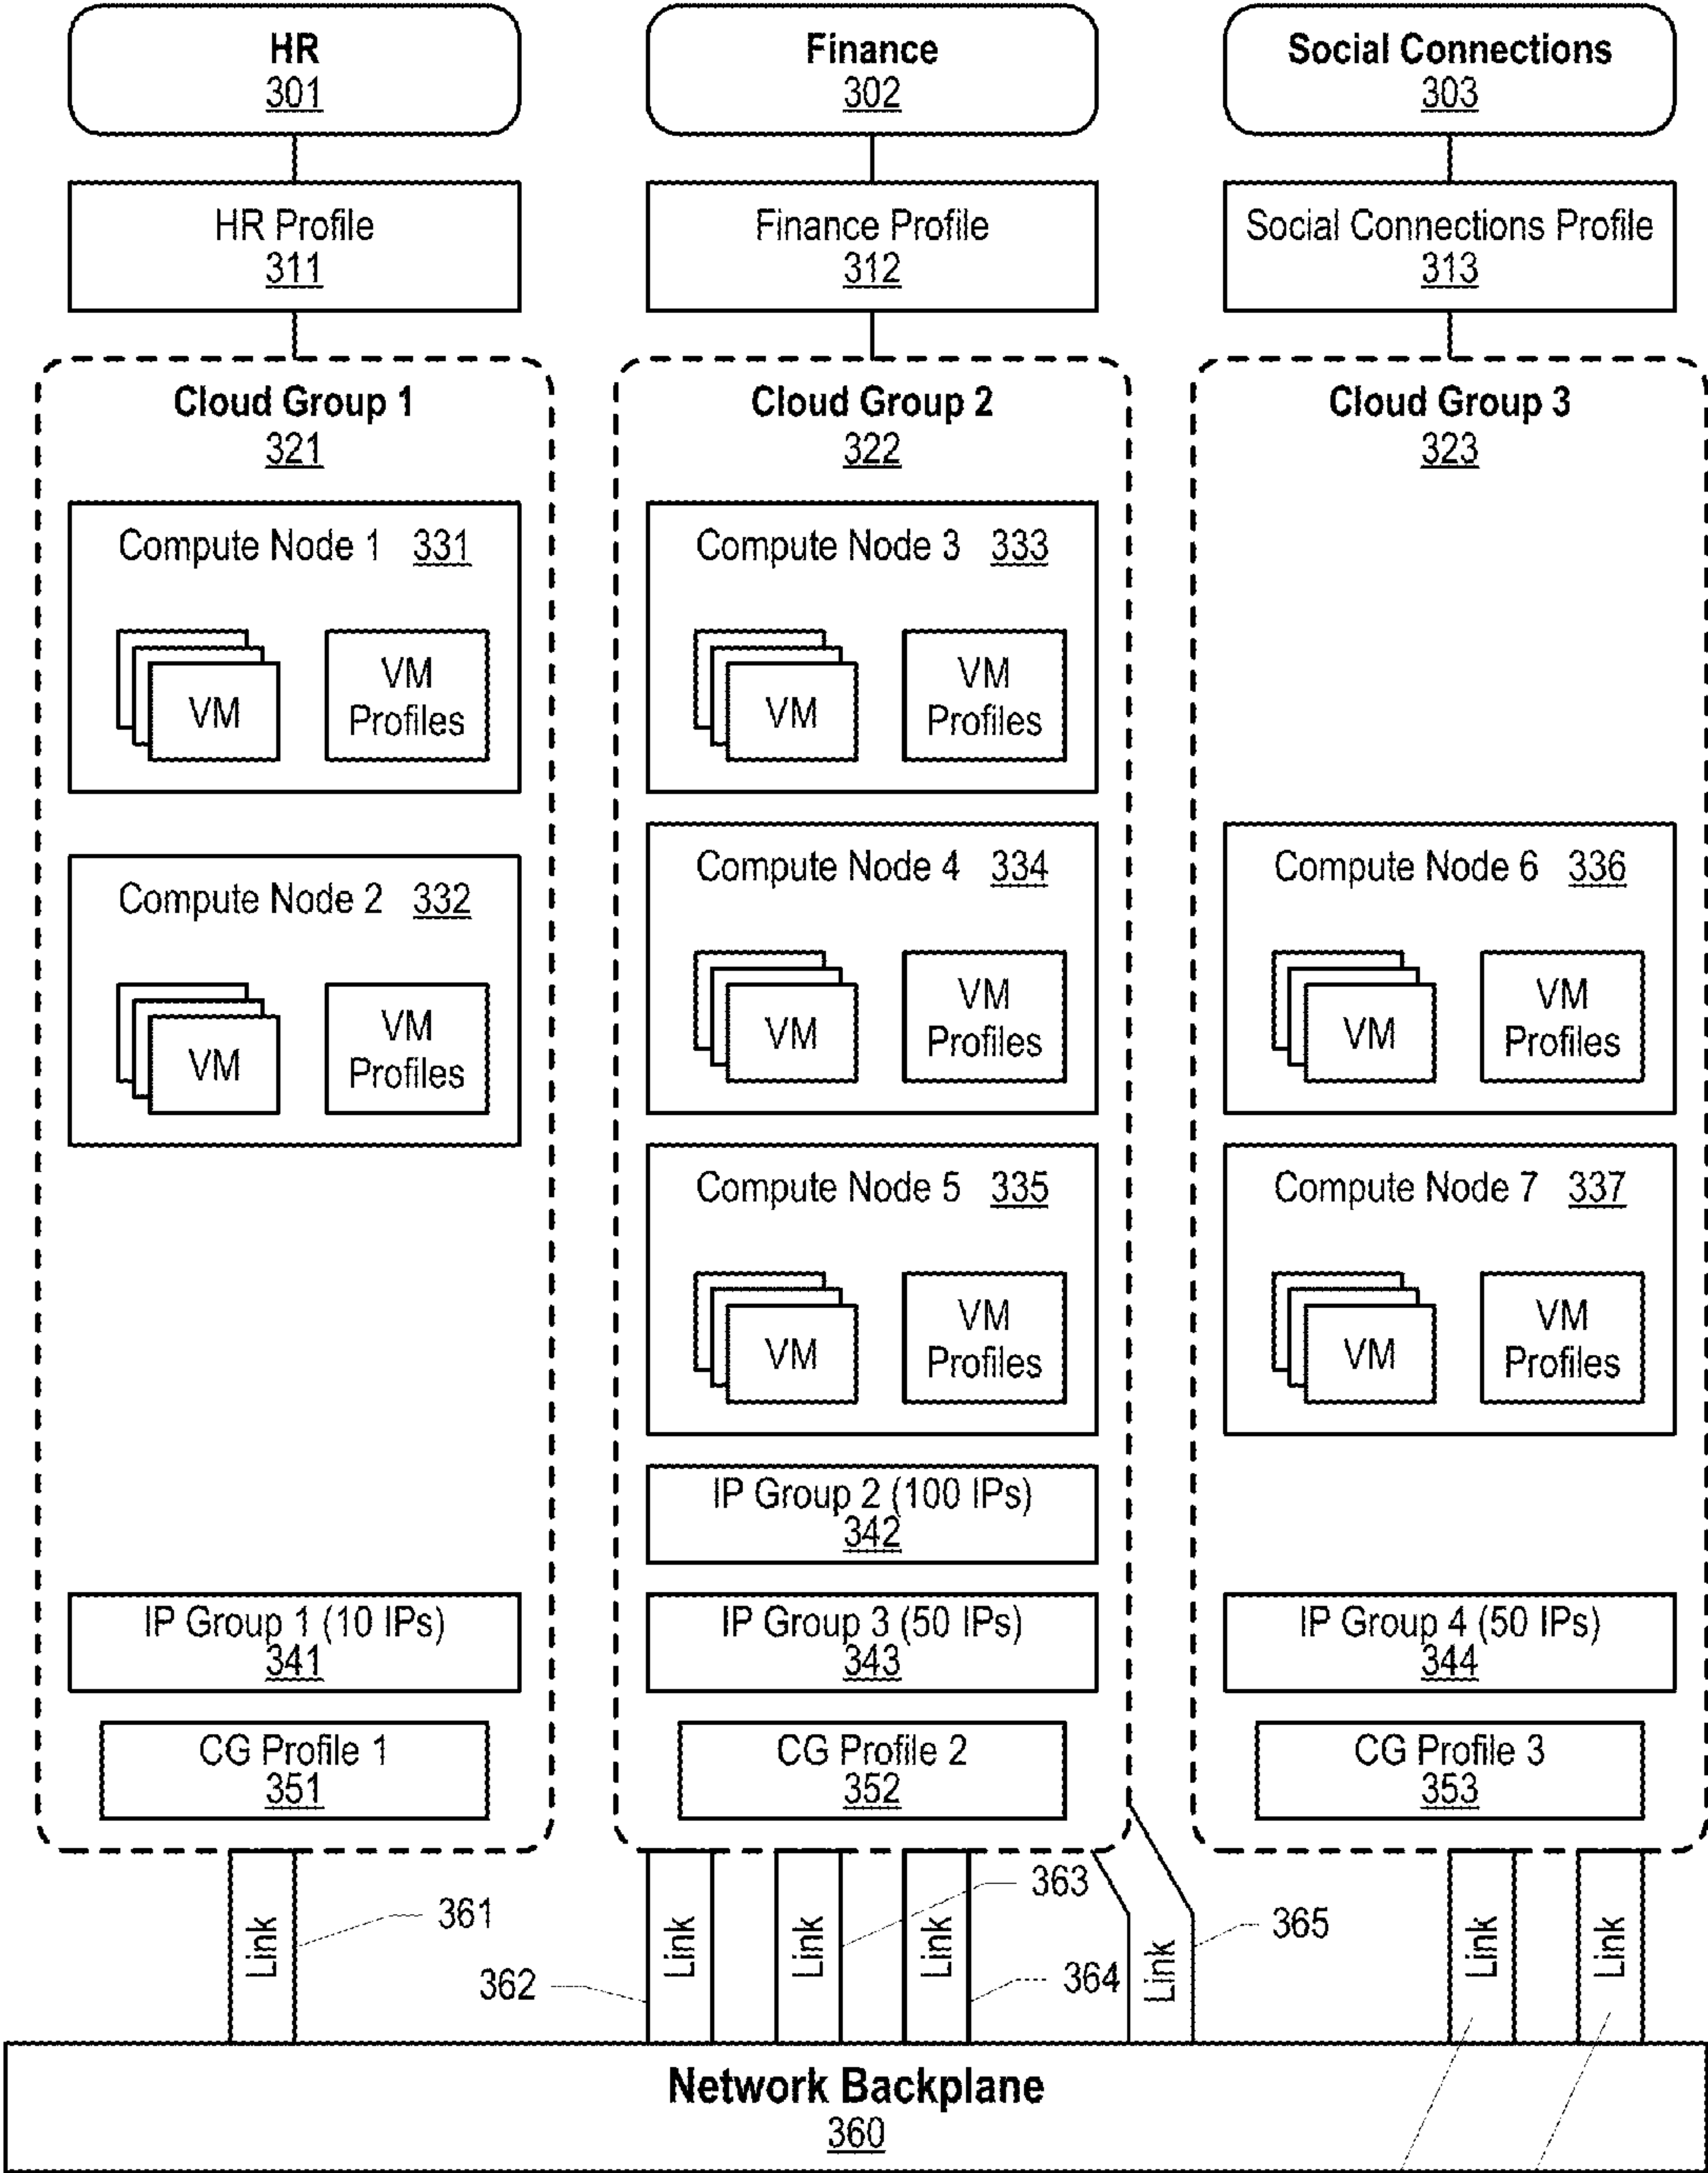 HR
301
Finance
302
Social Connections
303
HR Profile
311
Finance Profile
312
Social Connections Profile
313
Cloud Group 1
321
Compute Node 1 331
VM
VM
Profiles
Compute Node 2 332
VM
VM
Profiles
IP Group 1 (10 IPs)
341
CG Profile 1
351
Cloud Group 2
322
Compute Node 3 333
VM
VM
Profiles
Compute Node 4 334
VM
VM
Profiles
Compute Node 5 335
VM
VM
Profiles
IP Group 2 (100 IPs)
342
IP Group 3 (50 IPs)
343
CG Profile 2
352
Cloud Group 3
323
Compute Node 6 336
VM
VM
Profiles
Compute Node 7 337
VM
VM
Profiles
IP Group 4 (50 IPs)
344
CG Profile 3
353
Link
361
362
Link
Link
363
Link
364
Link
365
Link
Link
Network Backplane
360